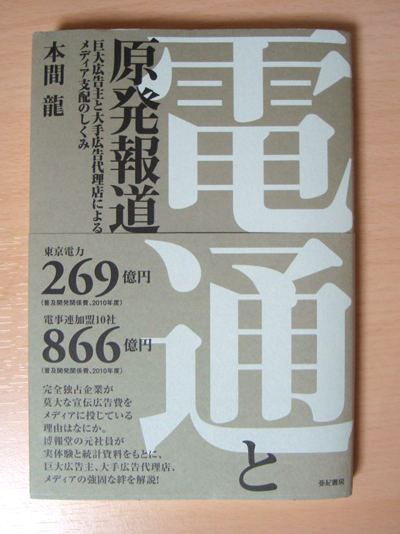 電通と
原発報道
巨大広告主と大手広告代理店による
メディア支配のしくみ
本間 龍
東京電力
269億円
(普及開発関係費、2010年度)
電事連加盟10社
866億円
(普及開発関係費、2010年度)
完全独占企業が
莫大な宣伝広告費を
メディアに投じている
理由はなにか。
博報堂の元社員が
実体験と統計資料をもとに、
巨大広告主、大手広告代理店、
メディアの強固な絆を解説!
亜紀書房